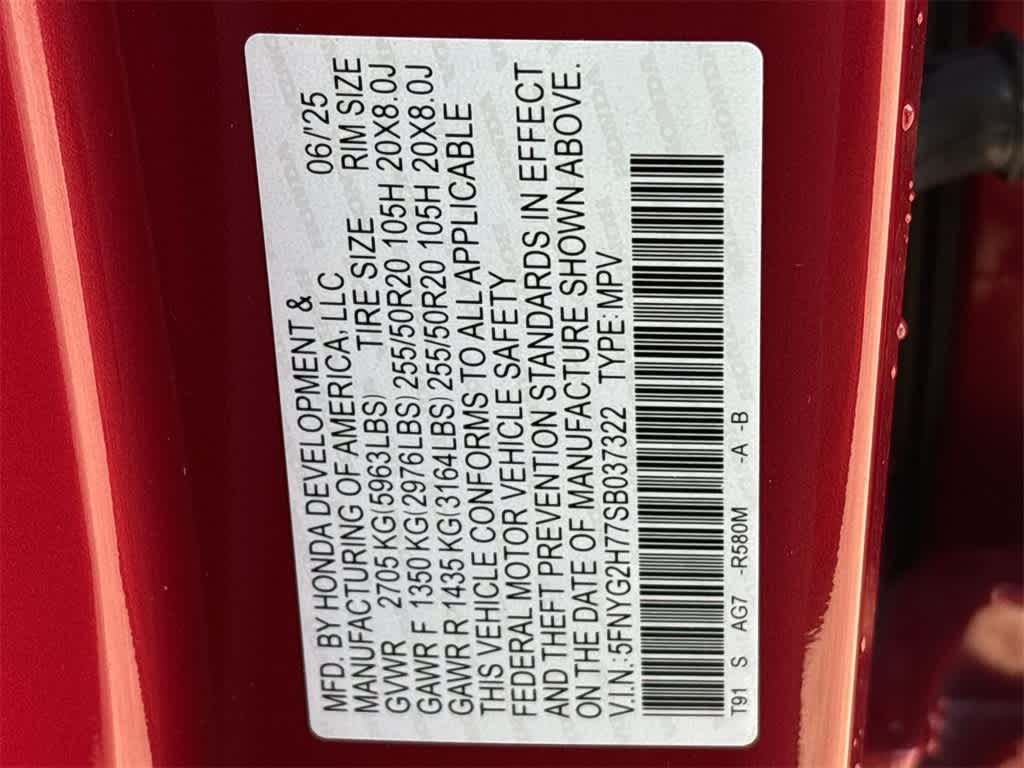 MFD. BY HONDA DEVELOPMENT & 06/'25
MANUFACTURING OF AMERICA, LLC
TIRE SIZE RIM SIZE
GVWR 2705 KG(5963LBS)
GAWR F 1350 KG(2976LBS) 255/50R20 105H 20X8.0J
GAWR R 1435 KG(3164LBS) 255/50R20 105H 20X8.0J
THIS VEHICLE CONFORMS TO ALL APPLICABLE
FEDERAL MOTOR VEHICLE SAFETY
AND THEFT PREVENTION STANDARDS IN EFFECT
ON THE DATE OF MANUFACTURE SHOWN ABOVE.
V.I.N.:5FNYG2H77SB037322 TYPE:MPV
T91 S AG7 -R580M -A -B
HONDA